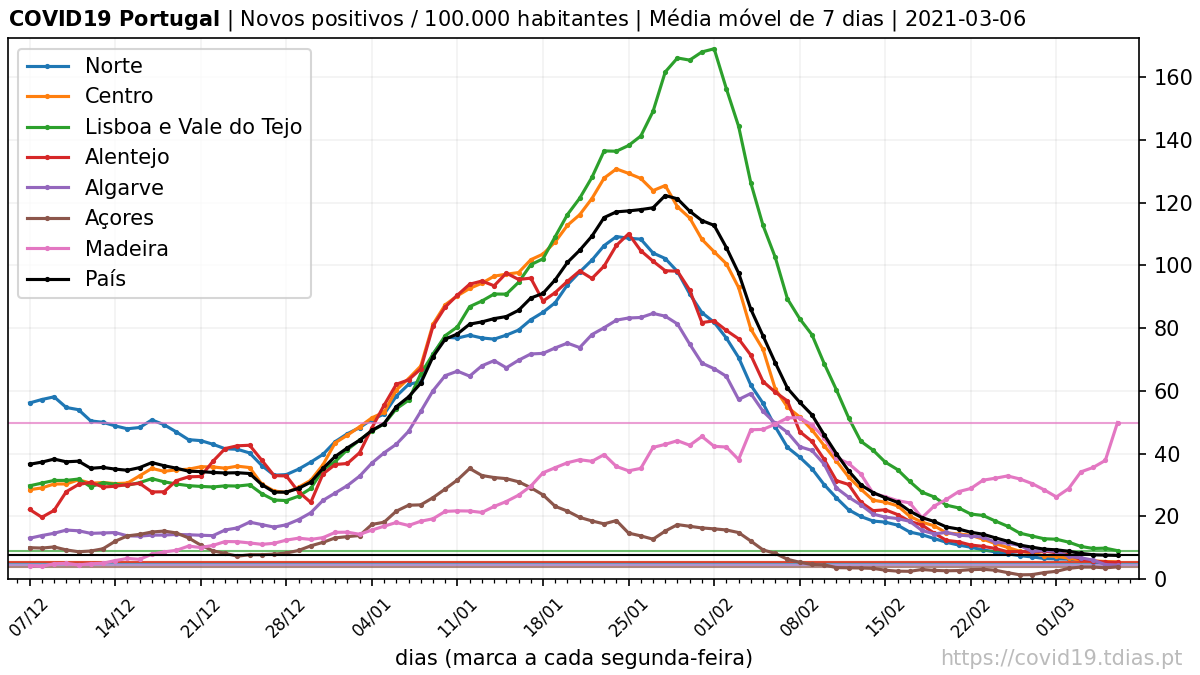 COVID19 Portugal | Novos positivos / 100.000 habitantes | Média móvel de 7 dias | 2021-03-06
Norte
Centro
Lisboa e Vale do Tejo
Alentejo
Algarve
Açores
Madeira
País
160
140
120
100
80
60
40
20
0
07/12
14/12
21/12
28/12
04/01
11/01
18/01
25/01
01/02
08/02
15/02
22/02
01/03
dias (marca a cada segunda-feira)
https://covid19.tdias.pt